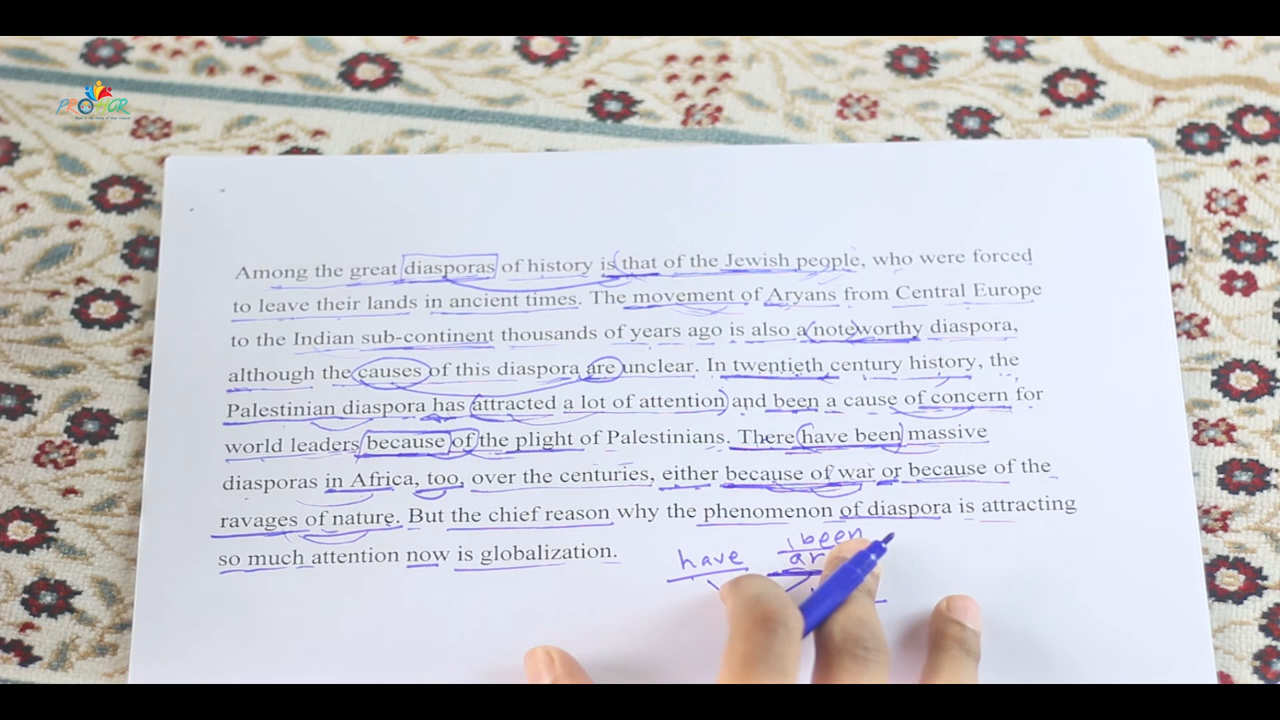 PROMOR
Among the great diasporas of history is that of the Jewish people, who were forced
to leave their lands in ancient times. The movement of Aryans from Central Europe
to the Indian sub-continent thousands of years ago is also a noteworthy diaspora,
although the causes of this diaspora are unclear. In twentieth century history, the
Palestinian diaspora has attracted a lot of attention and been a cause of concern for
world leaders because of the plight of Palestinians. There have been massive
diasporas in Africa, too, over the centuries, either because of war or because of the
ravages of nature. But the chief reason why the phenomenon of diaspora is attracting
so much attention now is globalization.
been
have